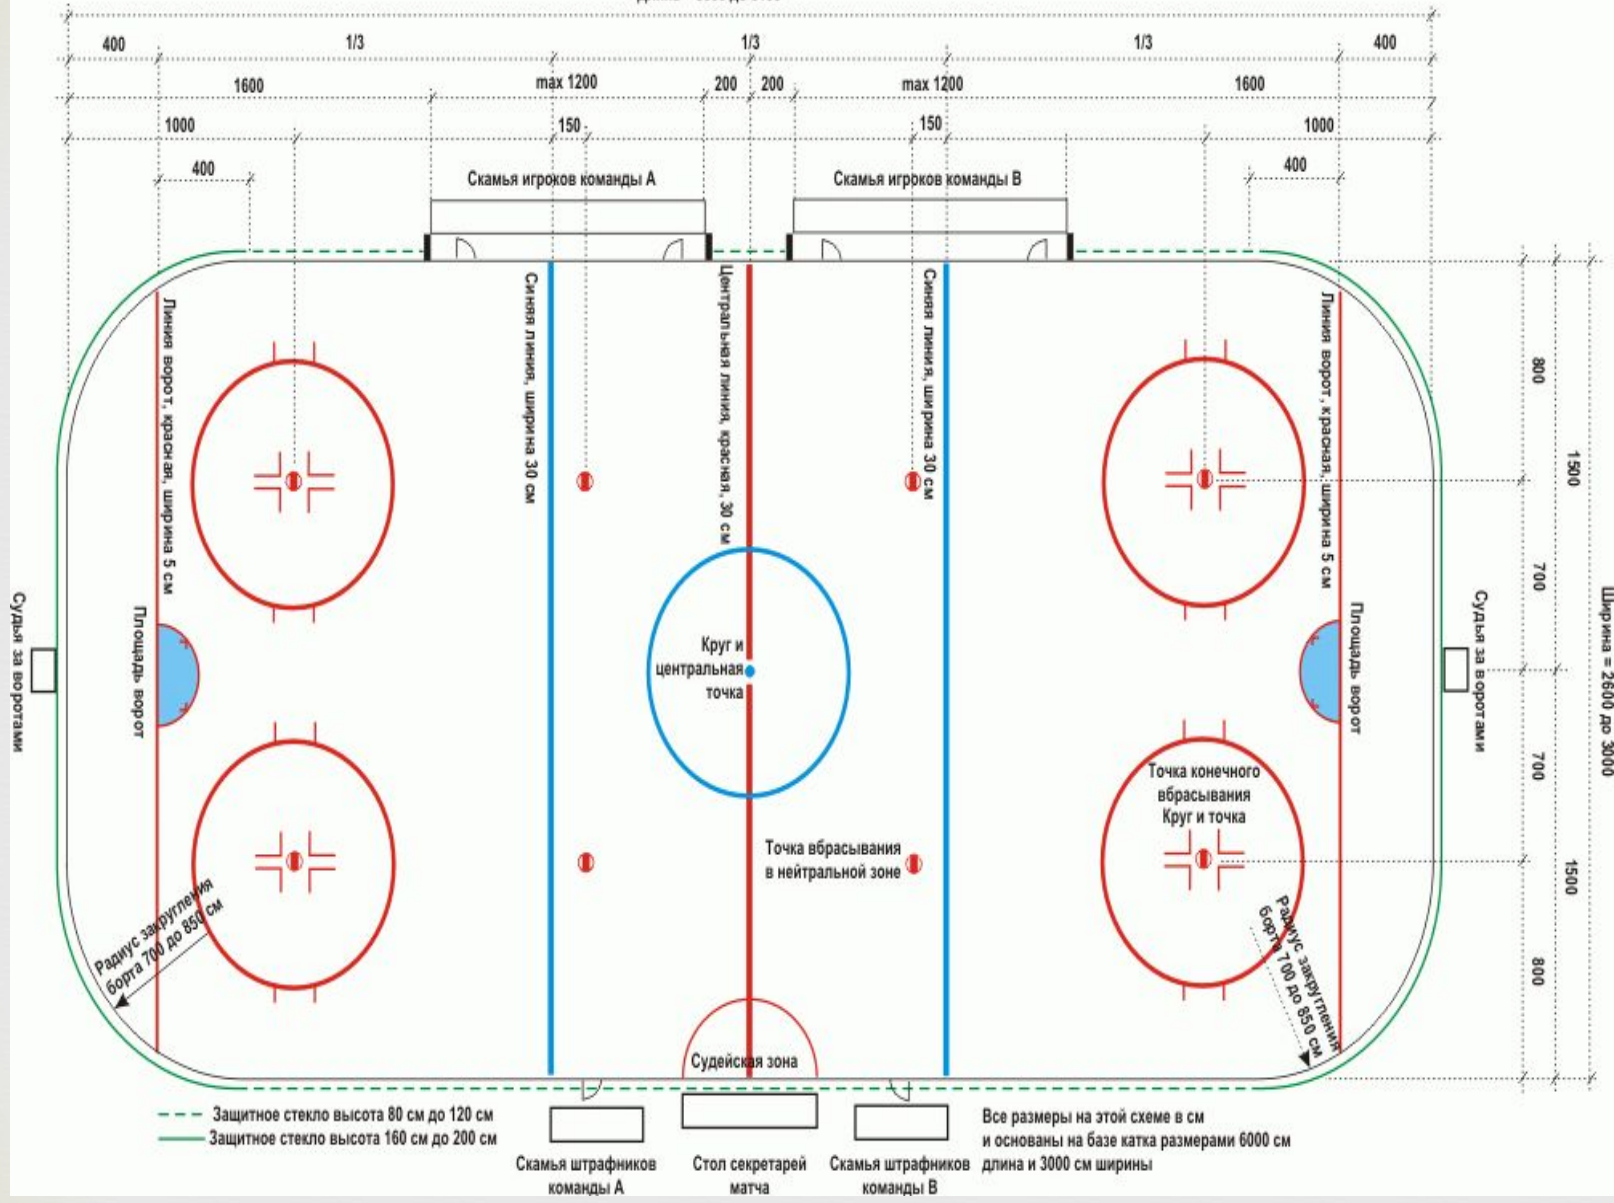 400
1/3
1/3
1/3
400
1600
max 1200
200
200
max 1200
1600
1000
150
150
1000
400
400
Скамья игроков команды А
Скамья игроков команды В
Линия ворот, красная, ширина 5 см
Синяя линия, ширина 30 см
Центральная линия, красная, 30 см
Синяя линия, ширина 30 см
Линия ворот, красная, ширина 5 см
800
1500
700
Судья за воротами
Площадь ворот
Круг и
центральная
точка
Площадь ворот
Судья за воротами
Ширина = 2600 до 3000
700
Точка конечного
вбрасывания
Круг и точка
Точка вбрасывания
в нейтральной зоне
1500
800
Радиус закругления
борта 700 до 850 см
Радиус закругления
борта 700 до 850 см
Судейская зона
Защитное стекло высота 80 см до 120 см
Защитное стекло высота 160 см до 200 см
Скамья штрафников
команды А
Стол секретарей
матча
Скамья штрафников
команды В
Все размеры на этой схеме в см
и основаны на базе катка размерами 6000 см
длина и 3000 см ширины